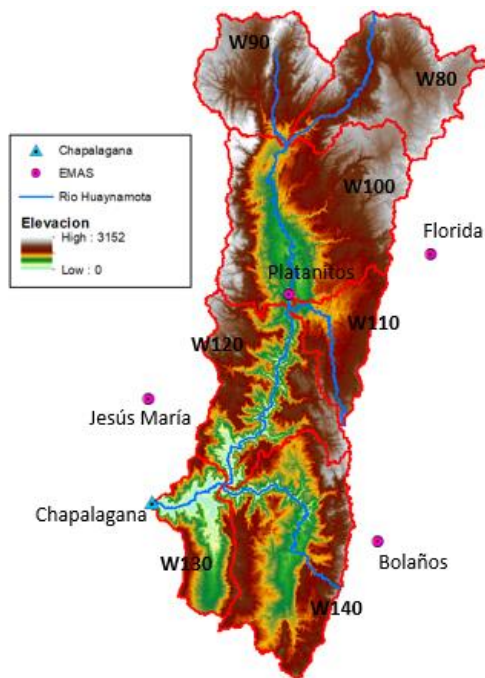 W90
W80
Chapalagana
EMAS
Rio Huaynamota
Elevacion
High : 3152
Low : 0
W100
Florida
Platanitos
W110
W120
Jesús María
Chapalagana
W130
Bolaños
W140